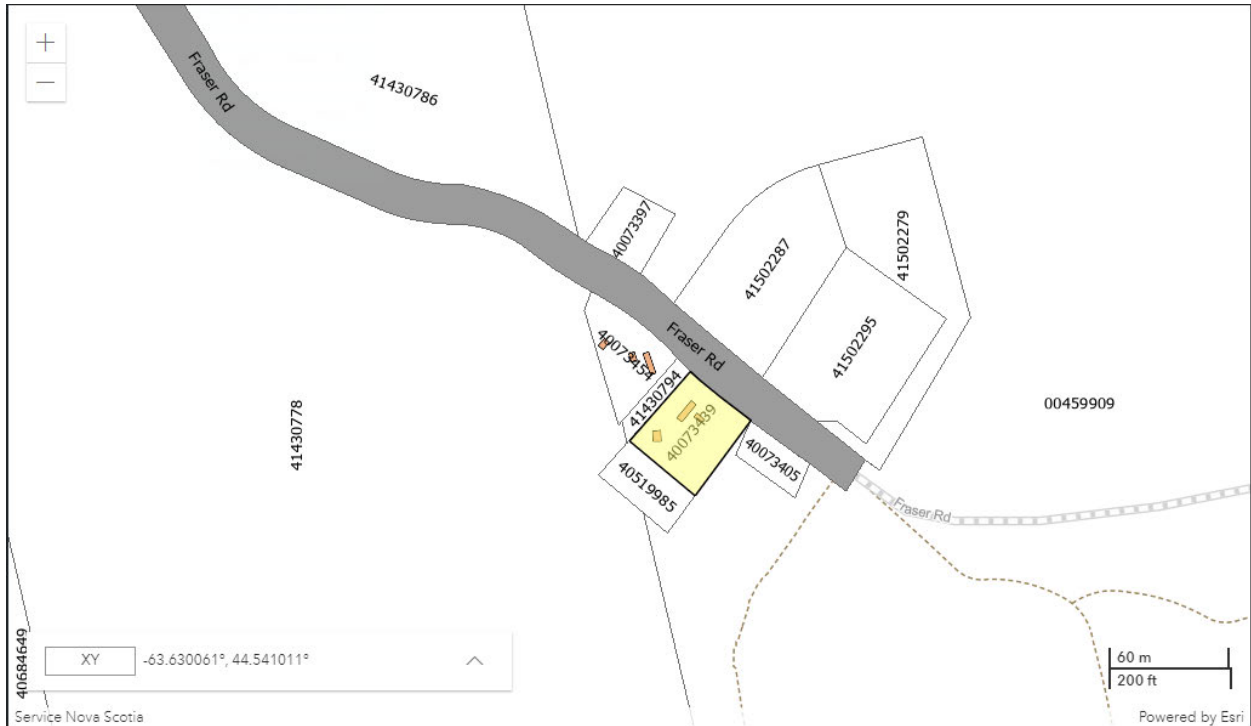 +
−
Fraser Rd
41430786
40073397
41502287
41502279
Fraser Rd
41502295
40073454
41430794
40073439
40073405
40519985
41430778
00459909
Fraser Rd
40684649
XY -63.630061°, 44.541011°
60 m
200 ft
Service Nova Scotia
Powered by Esri